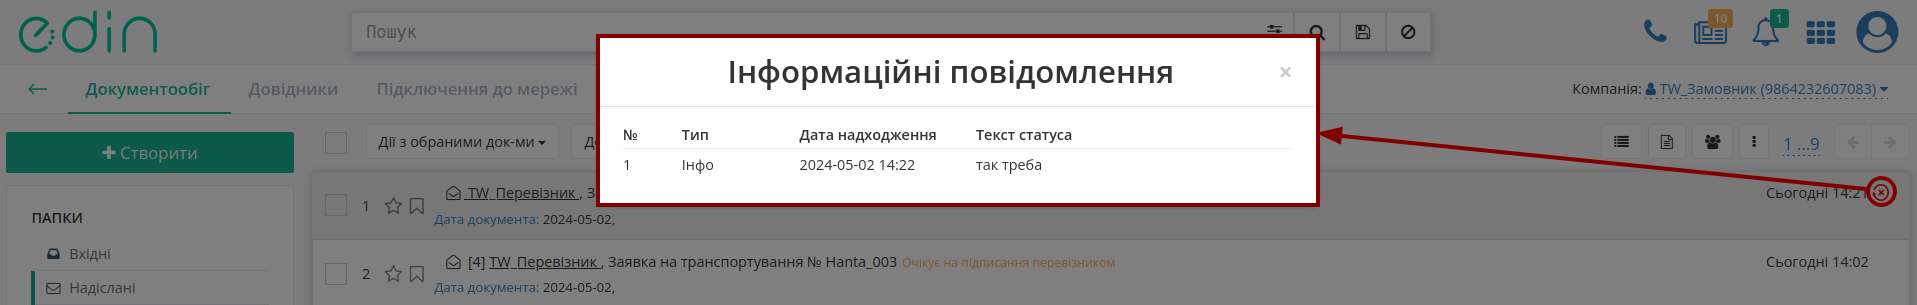 edin
Пошук
10
1
Документообіг
Довідники
Підключення до мережі
Компанія: TW_Замовник (9864232607083)
Інформаційні повідомлення
×
№ Тип Дата надходження Текст статуса
1 Інфо 2024-05-02 14:22 так треба
Створити
Дії з обраними док-ми
1 ...9
ПАПКИ
Вхідні
Надіслані
1 TW_Перевізник , Сьогодні 14:21
Дата документа: 2024-05-02,
2 [4] TW_Перевізник , Заявка на транспортування № Hanta_003 Очікує на підписання перевізником Сьогодні 14:02
Дата документа: 2024-05-02,